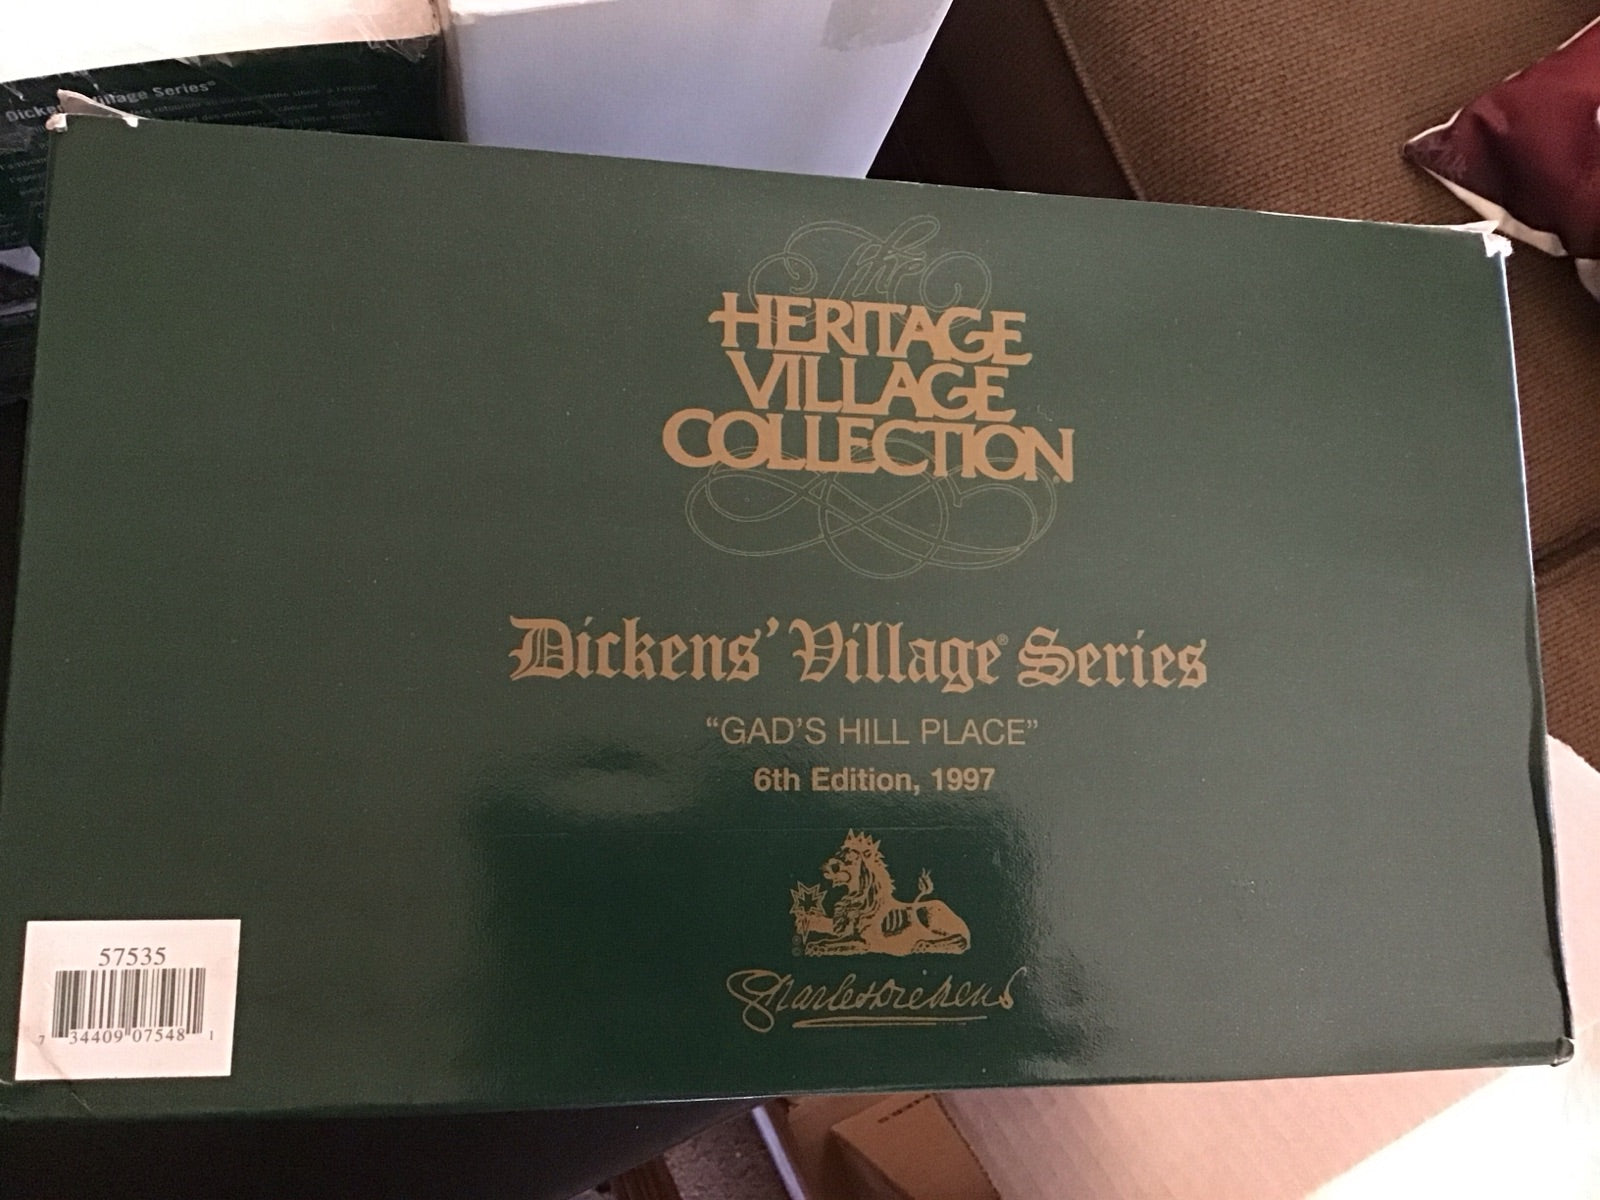 Dickens' Village Series®
The
HERITAGE
VILLAGE
COLLECTION®
Dickens' Village® Series
“GAD'S HILL PLACE”
6th Edition, 1997
Charles Dickens
57535
7 34409 07548 1